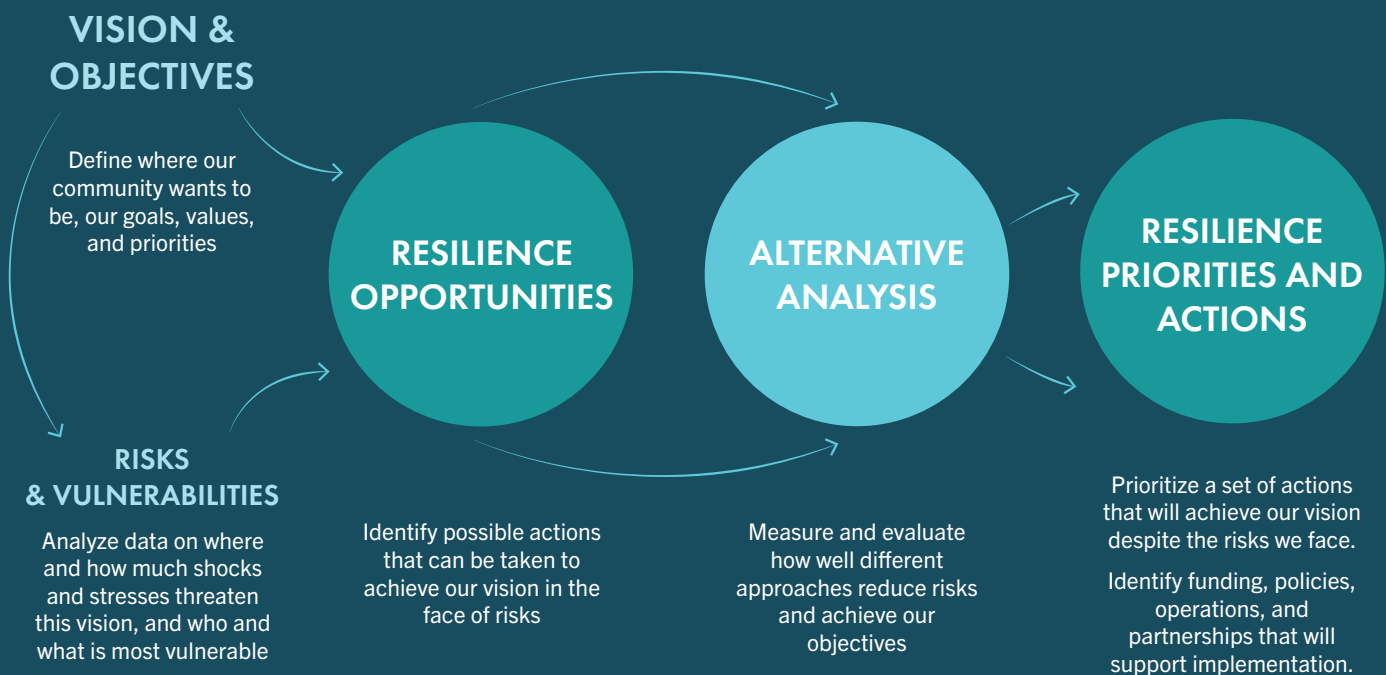 VISION &
OBJECTIVES
Define where our
community wants to
be, our goals, values,
and priorities
RISKS
& VULNERABILITIES
Analyze data on where
and how much shocks
and stresses threaten
this vision, and who and
what is most vulnerable
RESILIENCE
OPPORTUNITIES
Identify possible actions
that can be taken to
achieve our vision in the
face of risks
ALTERNATIVE
ANALYSIS
Measure and evaluate
how well different
approaches reduce risks
and achieve our
objectives
RESILIENCE
PRIORITIES AND
ACTIONS
Prioritize a set of actions
that will achieve our vision
despite the risks we face.
Identify funding, policies,
operations, and
partnerships that will
support implementation.